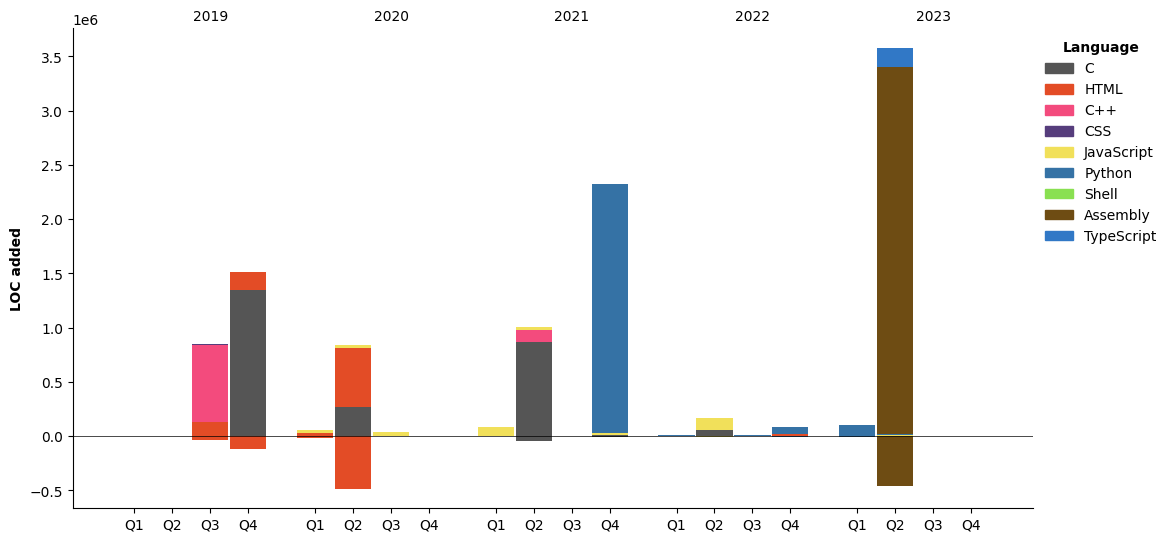 1e6
2019 2020 2021 2022 2023
3.5
3.0
2.5
2.0
1.5
1.0
0.5
0.0
−0.5
LOC added
Q1 Q2 Q3 Q4 Q1 Q2 Q3 Q4 Q1 Q2 Q3 Q4 Q1 Q2 Q3 Q4 Q1 Q2 Q3 Q4
Language
C
HTML
C++
CSS
JavaScript
Python
Shell
Assembly
TypeScript